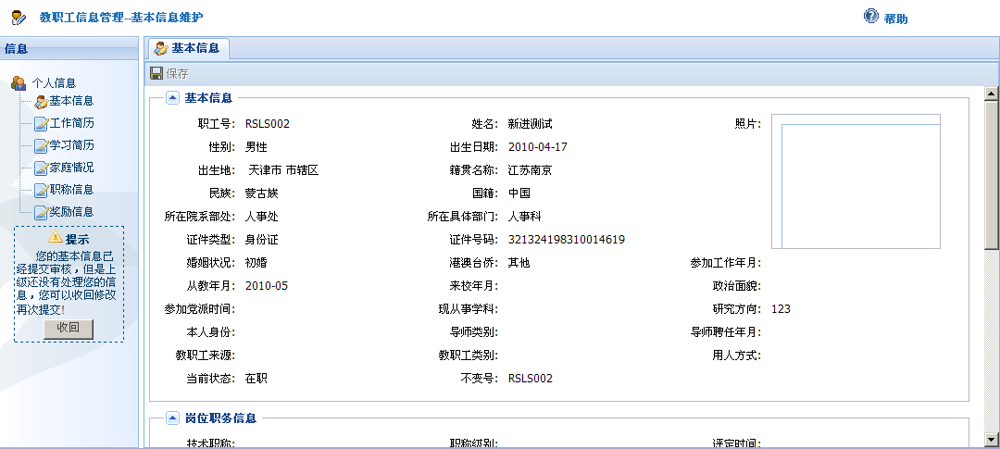 教职工信息管理--基本信息维护
帮助
信息
个人信息
基本信息
工作简历
学习简历
家庭情况
职称信息
奖励信息
提示
您的基本信息已
经提交审核，但是上
级还没有处理您的信
息，您可以收回修改
再次提交!
收回
基本信息
保存
基本信息
职工号: RSLS002 姓名: 新进测试 照片:
性别: 男性 出生日期: 2010-04-17
出生地: 天津市 市辖区 籍贯名称: 江苏南京
民族: 蒙古族 国籍: 中国
所在院系部处: 人事处 所在具体部门: 人事科
证件类型: 身份证 证件号码: 321324198310014619
婚姻状况: 初婚 港澳台侨: 其他 参加工作年月:
从教年月: 2010-05 来校年月: 政治面貌:
参加党派时间: 现从事学科: 研究方向: 123
本人身份: 导师类别: 导师聘任年月:
教职工来源: 教职工类别: 用人方式:
当前状态: 在职 不变号: RSLS002
岗位职务信息
技术职称: 职称级别: 评定时间: